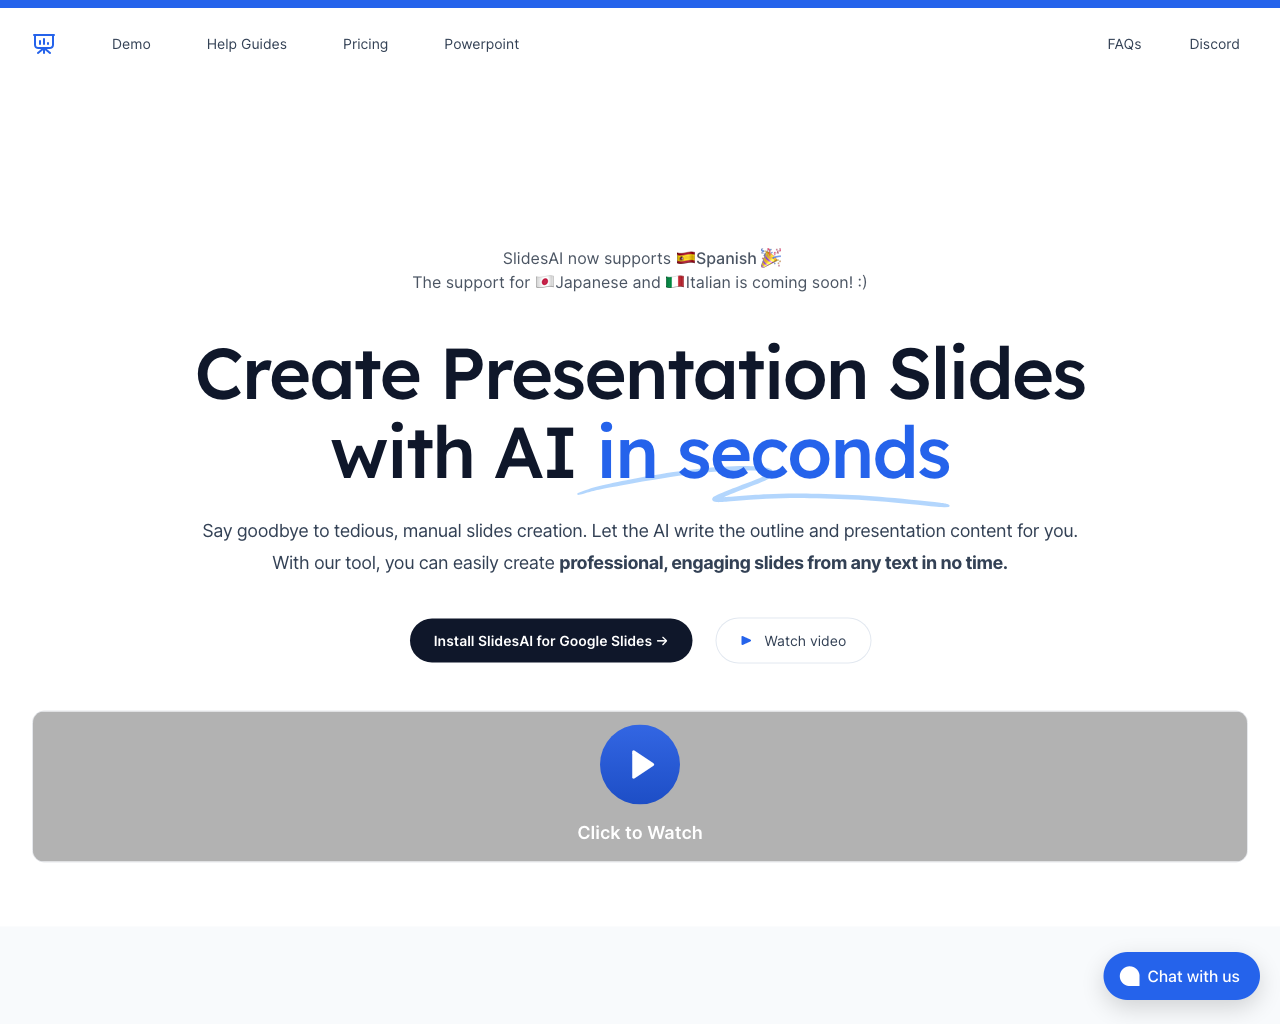 Demo
Help Guides
Pricing
Powerpoint
FAQs
Discord
SlidesAI now supports 🇪🇸Spanish 🎉
The support for 🇯🇵Japanese and 🇮🇹Italian is coming soon! :)
Create Presentation Slides
with AI in seconds
Say goodbye to tedious, manual slides creation. Let the AI write the outline and presentation content for you.
With our tool, you can easily create professional, engaging slides from any text in no time.
Install SlidesAI for Google Slides →
Watch video
Click to Watch
Chat with us